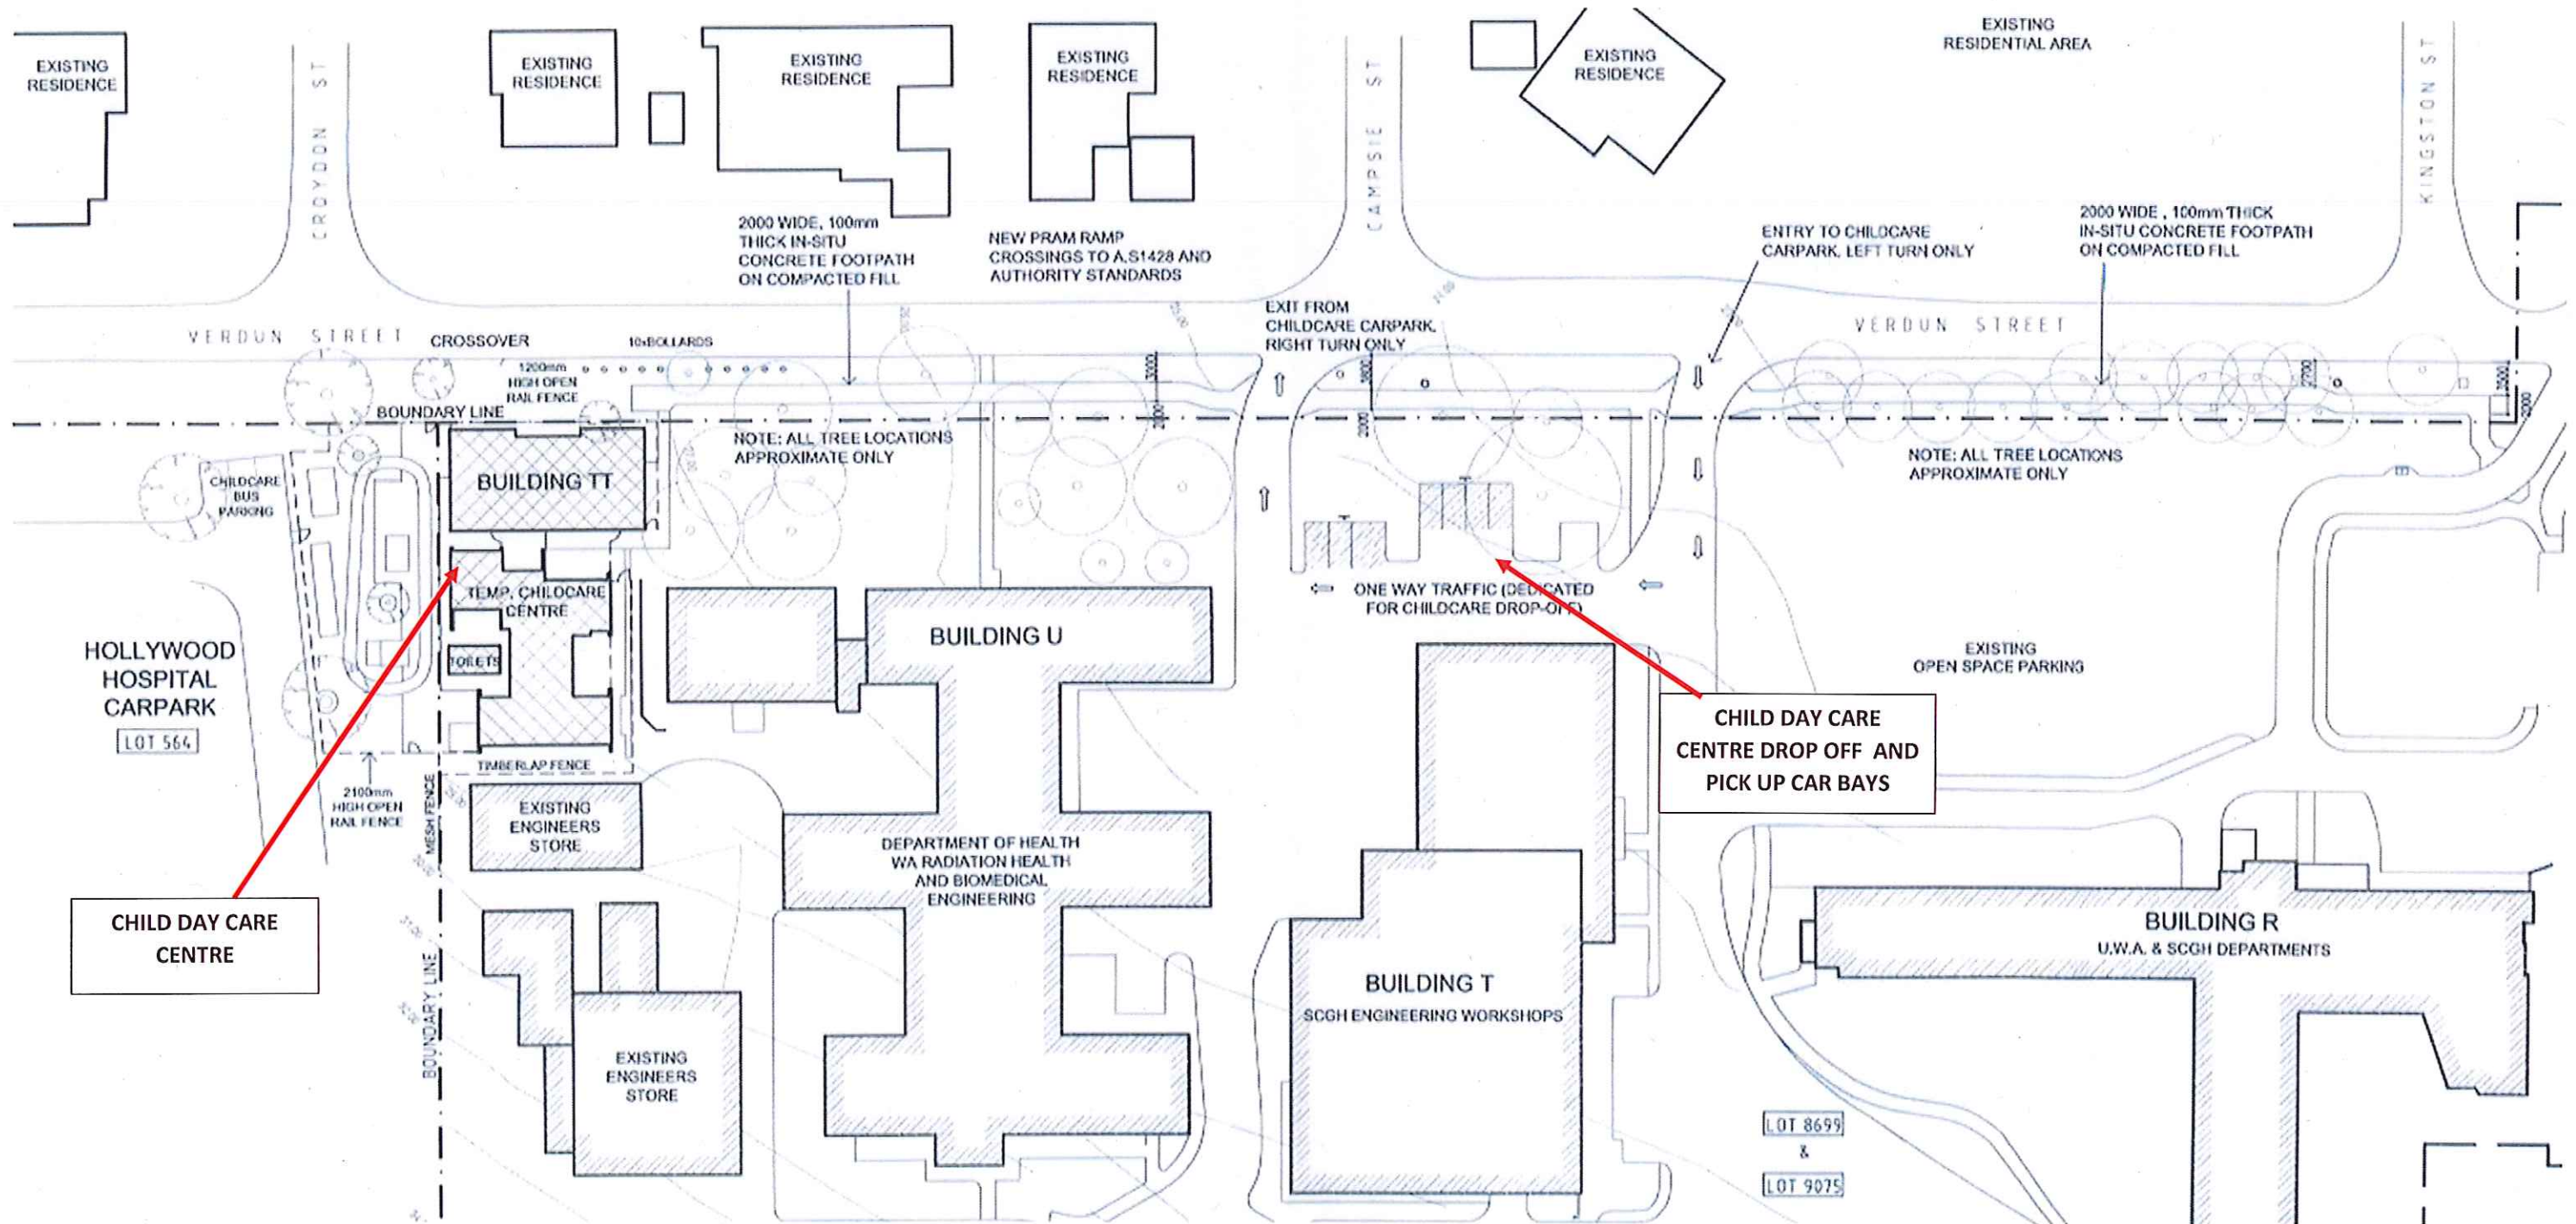 EXISTING
RESIDENCE
CROYDON ST
EXISTING
RESIDENCE
EXISTING
RESIDENCE
EXISTING
RESIDENCE
CAMPSIE ST
EXISTING
RESIDENCE
EXISTING
RESIDENTIAL AREA
KINGSTON ST
2000 WIDE, 100mm
THICK IN-SITU
CONCRETE FOOTPATH
ON COMPACTED FILL
NEW PRAM RAMP
CROSSINGS TO A.S1428 AND
AUTHORITY STANDARDS
ENTRY TO CHILDCARE
CARPARK. LEFT TURN ONLY
2000 WIDE , 100mm THICK
IN-SITU CONCRETE FOOTPATH
ON COMPACTED FILL
EXIT FROM
CHILDCARE CARPARK.
RIGHT TURN ONLY
VERDUN STREET
CROSSOVER
10xBOLLARDS
VERDUN STREET
1200mm
HIGH OPEN
RAIL FENCE
3000
2000
1800
2000
2700
2000
BOUNDARY LINE
NOTE: ALL TREE LOCATIONS
APPROXIMATE ONLY
NOTE: ALL TREE LOCATIONS
APPROXIMATE ONLY
CHILDCARE
BUS
PARKING
BUILDING TT
TEMP. CHILDCARE
CENTRE
TOILETS
ONE WAY TRAFFIC (DEDICATED
FOR CHILDCARE DROP-OFF)
BUILDING U
HOLLYWOOD
HOSPITAL
CARPARK
LOT 564
EXISTING
OPEN SPACE PARKING
CHILD DAY CARE
CENTRE DROP OFF AND
PICK UP CAR BAYS
TIMBERLAP FENCE
2100mm
HIGH OPEN
RAIL FENCE
MESH FENCE
EXISTING
ENGINEERS
STORE
DEPARTMENT OF HEALTH
WA RADIATION HEALTH
AND BIOMEDICAL
ENGINEERING
CHILD DAY CARE
CENTRE
BUILDING R
U.W.A. & SCGH DEPARTMENTS
BUILDING T
SCGH ENGINEERING WORKSHOPS
BOUNDARY LINE
EXISTING
ENGINEERS
STORE
LOT 8699
&
LOT 9075